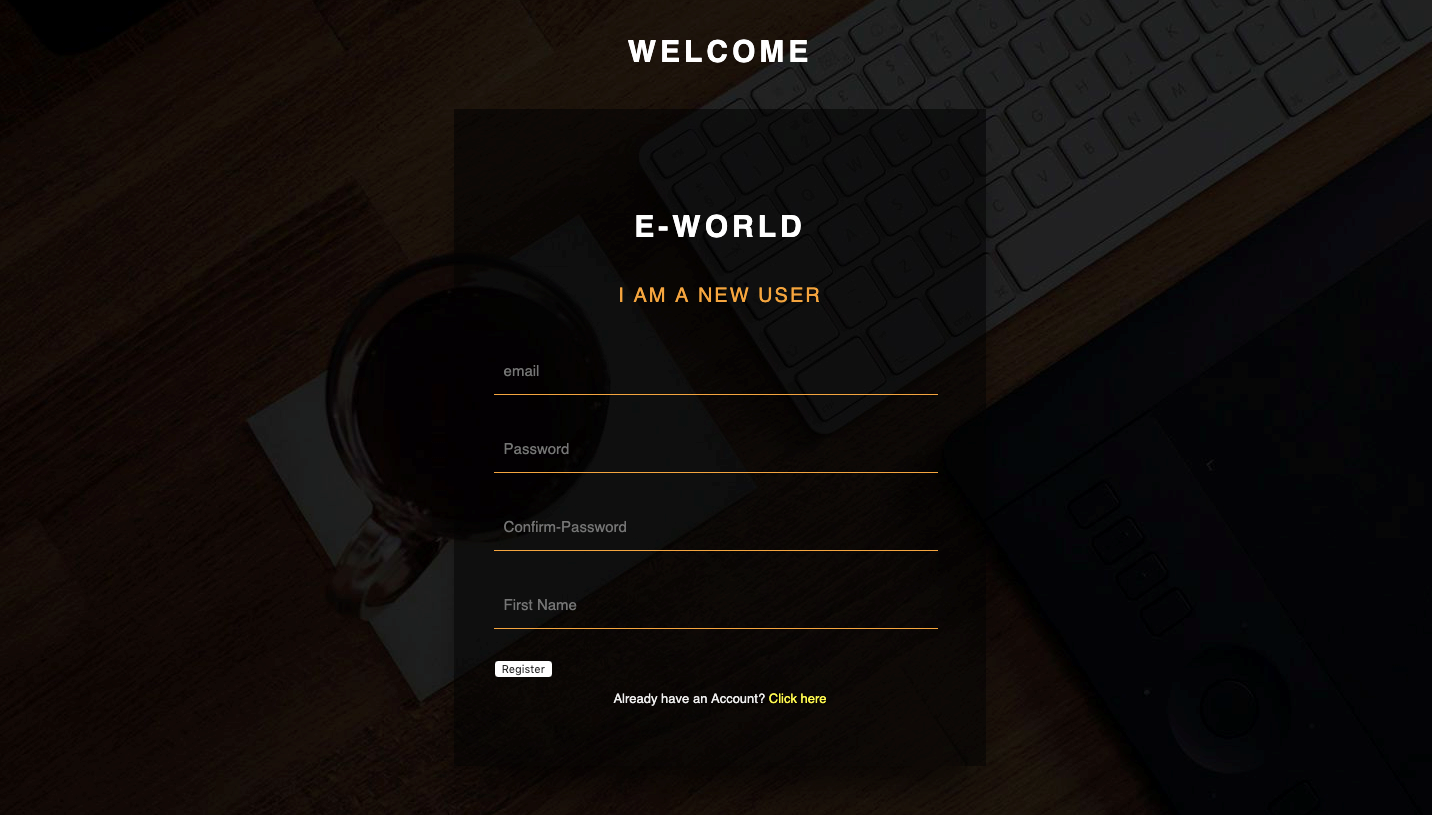 WELCOME
E-WORLD
I AM A NEW USER
email
Password
Confirm-Password
First Name
Register
Already have an Account? Click here